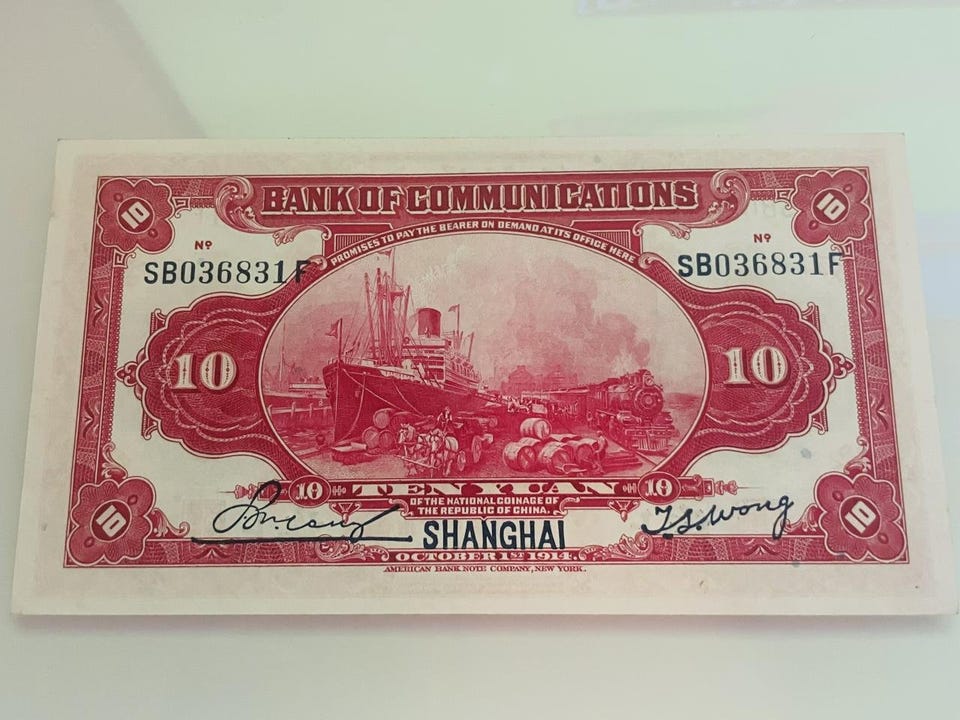 10 BANK OF COMMUNICATIONS 10
PROMISES TO PAY THE BEARER ON DEMAND AT ITS OFFICE HERE
Nº Nº
SB036831F SB036831F
10 10
10 TEN YUAN 10
OF THE NATIONAL COINAGE OF
THE REPUBLIC OF CHINA.
T.S. Wong
10 SHANGHAI 10
OCTOBER 1ST 1914.
AMERICAN BANK NOTE COMPANY, NEW YORK.